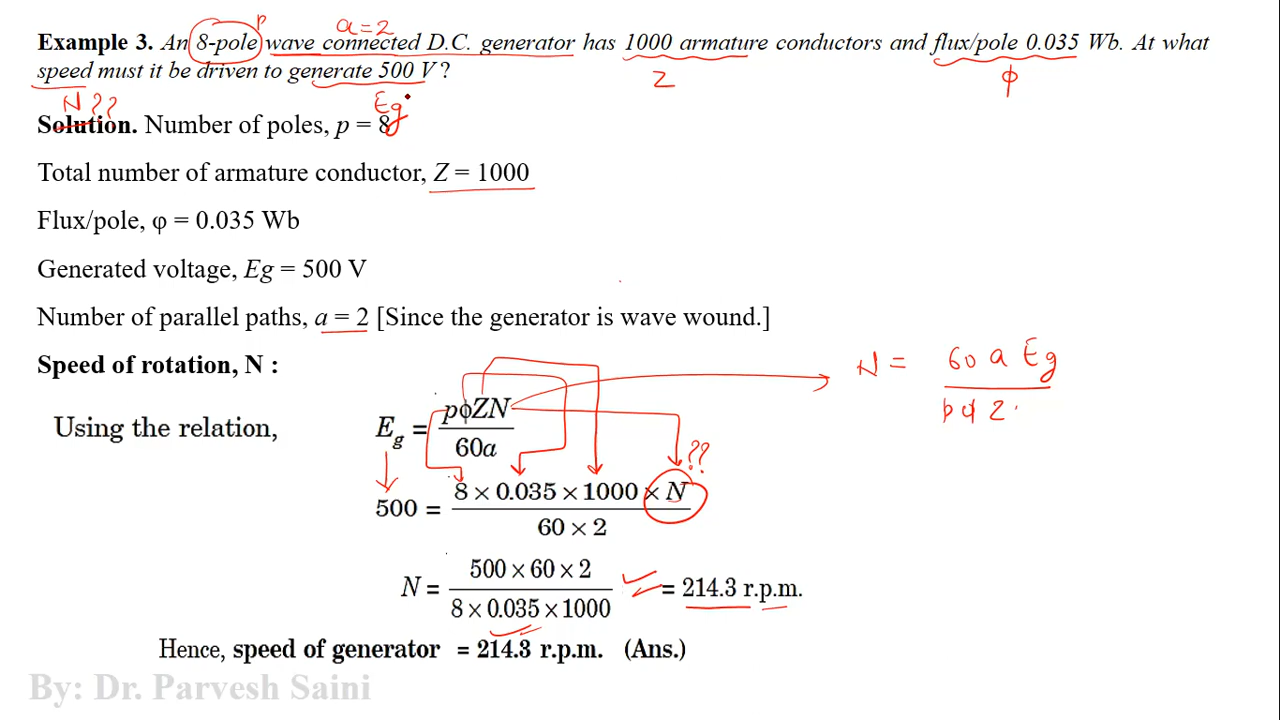 p
a=2
Example 3. An 8-pole wave connected D.C. generator has 1000 armature conductors and flux/pole 0.035 Wb. At what
speed must it be driven to generate 500 V?
Z
φ
N??
Eg
Solution. Number of poles, p = 8
Total number of armature conductor, Z = 1000
Flux/pole, φ = 0.035 Wb
Generated voltage, Eg = 500 V
Number of parallel paths, a = 2 [Since the generator is wave wound.]
Speed of rotation, N :
N = 60 a Eg / pφZ
Using the relation, E_g = pϕZN / 60a
??
500 = 8 × 0.035 × 1000 × N / 60 × 2
N = 500 × 60 × 2 / 8 × 0.035 × 1000 = 214.3 r.p.m.
Hence, speed of generator = 214.3 r.p.m. (Ans.)
By: Dr. Parvesh Saini